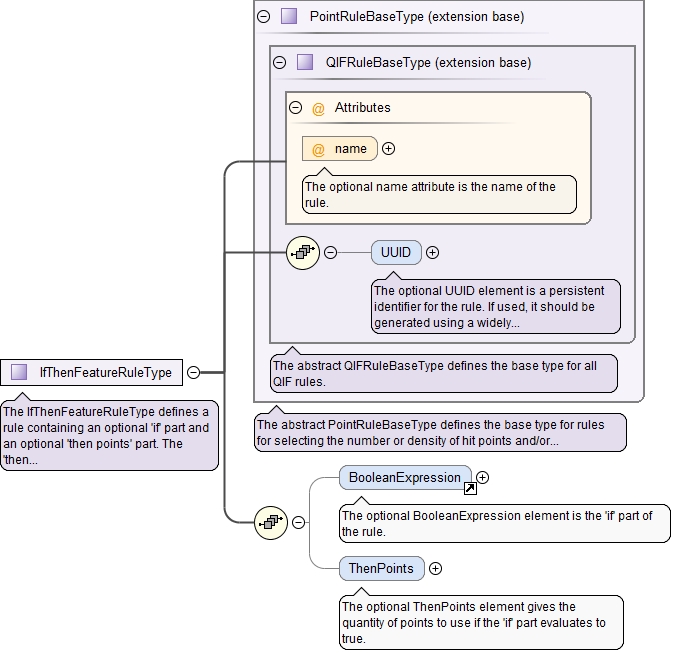 PointRuleBaseType (extension base)
QIFRuleBaseType (extension base)
@ Attributes
@ name
The optional name attribute is the name of the
rule.
UUID
The optional UUID element is a persistent
identifier for the rule. If used, it should be
generated using a widely...
The abstract QIFRuleBaseType defines the base type for all
QIF rules.
IfThenFeatureRuleType
The IfThenFeatureRuleType defines a
rule containing an optional 'if' part and
an optional 'then points' part. The
'then...
The abstract PointRuleBaseType defines the base type for rules
for selecting the number or density of hit points and/or...
BooleanExpression
The optional BooleanExpression element is the 'if' part of
the rule.
ThenPoints
The optional ThenPoints element gives the
quantity of points to use if the 'if' part evaluates to
true.